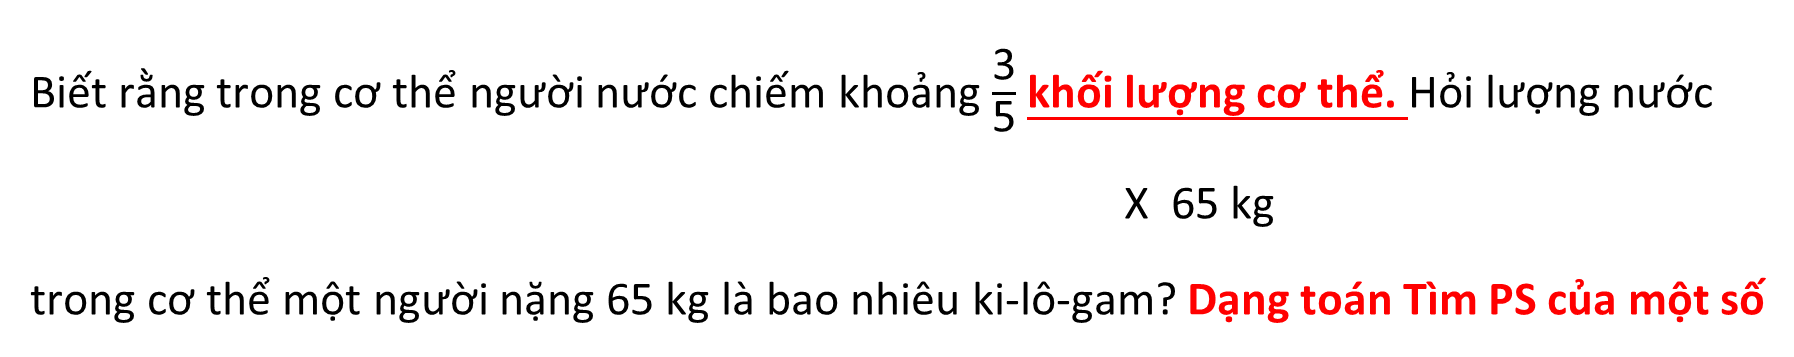 Biết rằng trong cơ thể người nước chiếm khoảng 3/5 khối lượng cơ thể. Hỏi lượng nước
X 65 kg
trong cơ thể một người nặng 65 kg là bao nhiêu ki-lô-gam? Dạng toán Tìm PS của một số